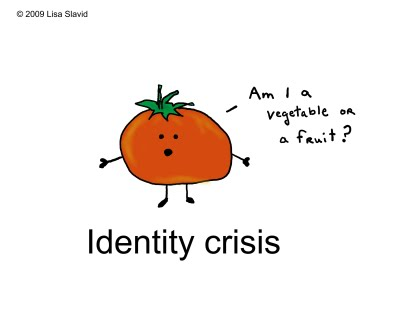 © 2009 Lisa Slavid
Am I a
vegetable or
a fruit?
Identity crisis